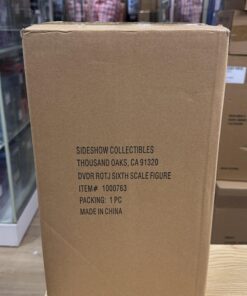 SIDESHOW COLLECTIBLES
THOUSAND OAKS, CA 91320
DVDR ROTJ SIXTH SCALE FIGURE
ITEM# 1000763
PACKING: 1 PC
MADE IN CHINA